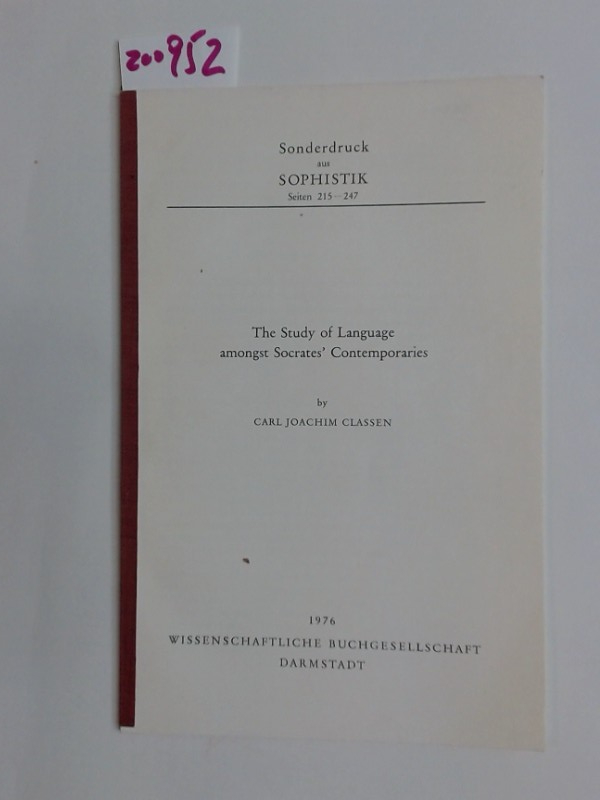 200952
Sonderdruck
aus
SOPHISTIK
Seiten 215—247
The Study of Language
amongst Socrates' Contemporaries
by
CARL JOACHIM CLASSEN
1976
WISSENSCHAFTLICHE BUCHGESELLSCHAFT
DARMSTADT